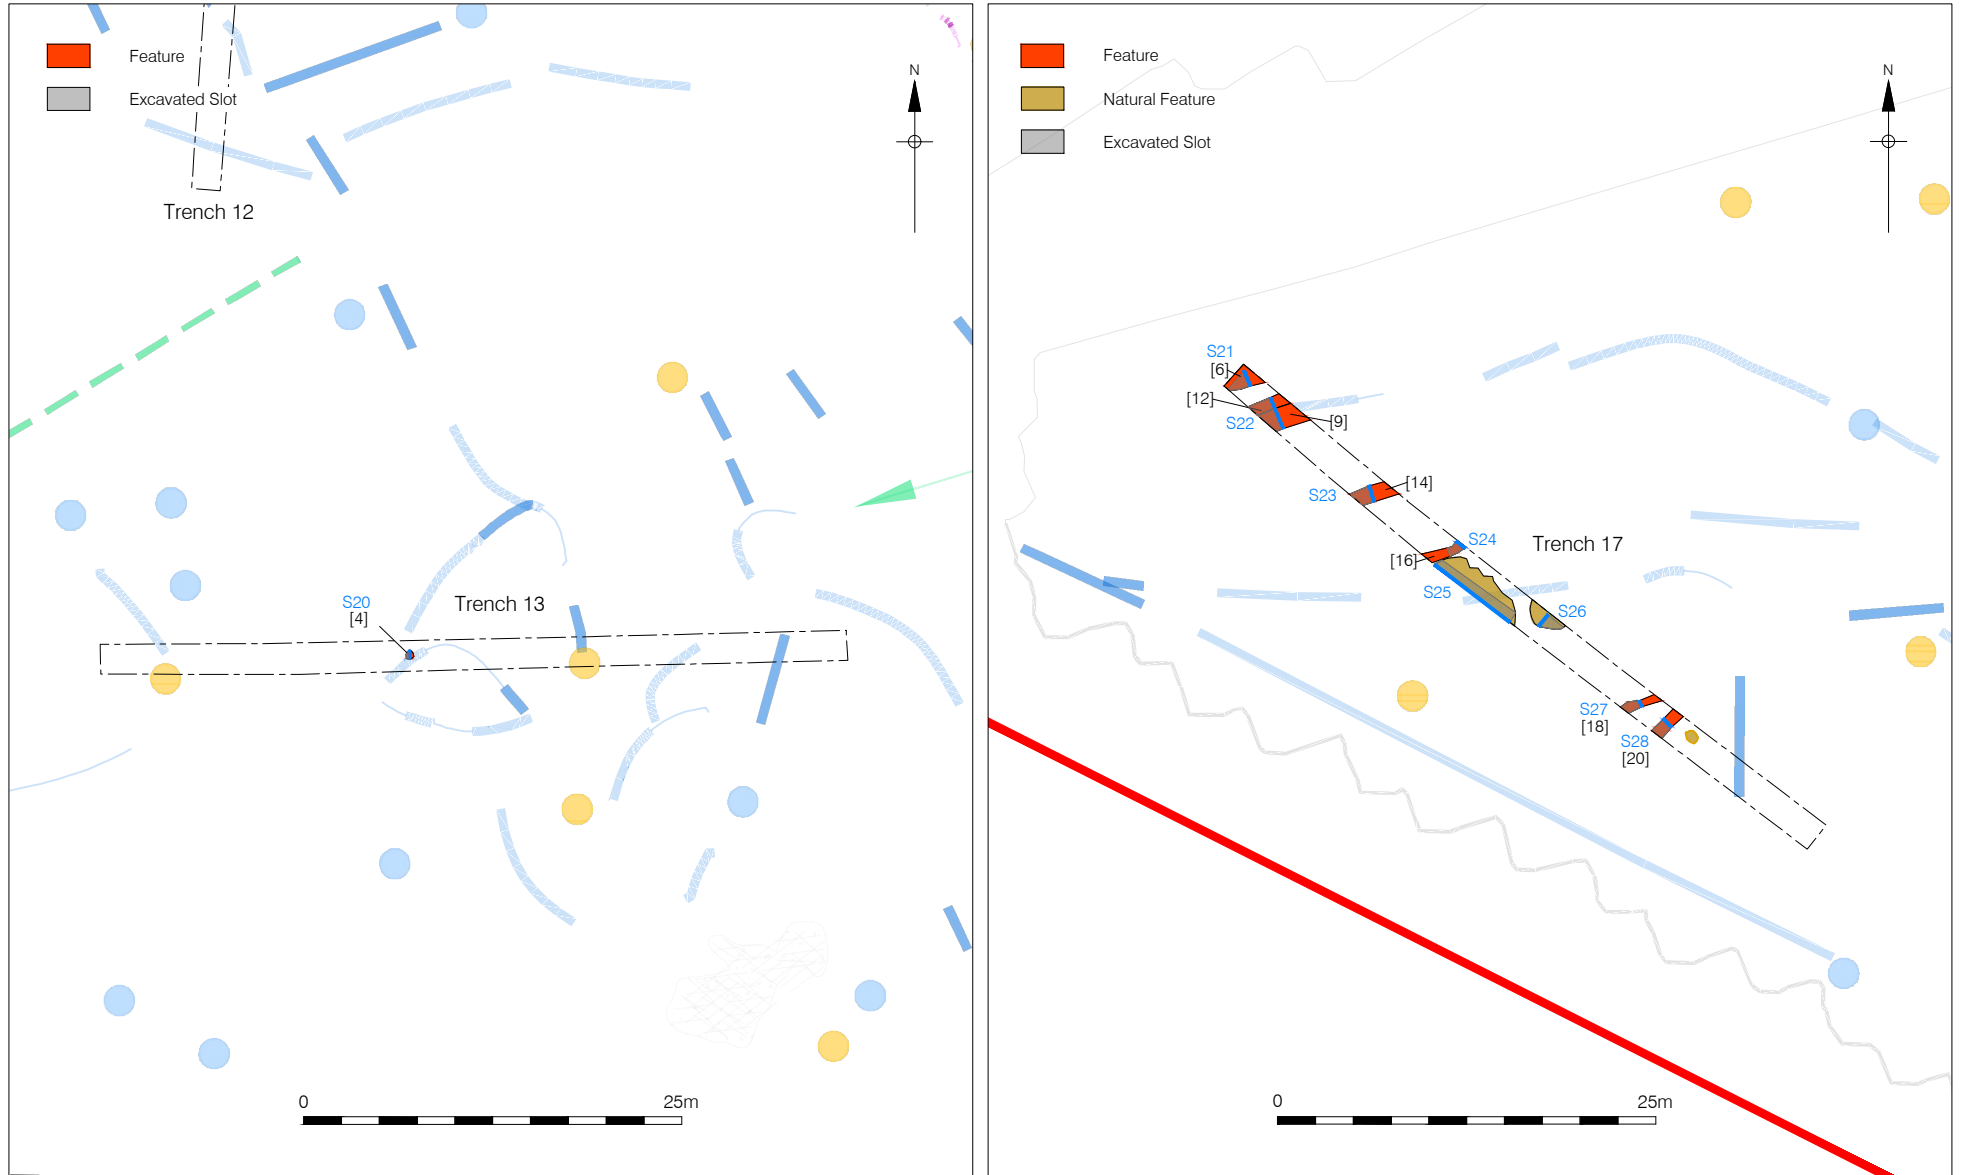 Feature
Excavated Slot
N
Trench 12
S20
[4]
Trench 13
0 25m
Feature
Natural Feature
Excavated Slot
N
S21
[6]
[12]
S22
[9]
S23
[14]
S24
Trench 17
[16]
S25
S26
S27
[18]
S28
[20]
0 25m